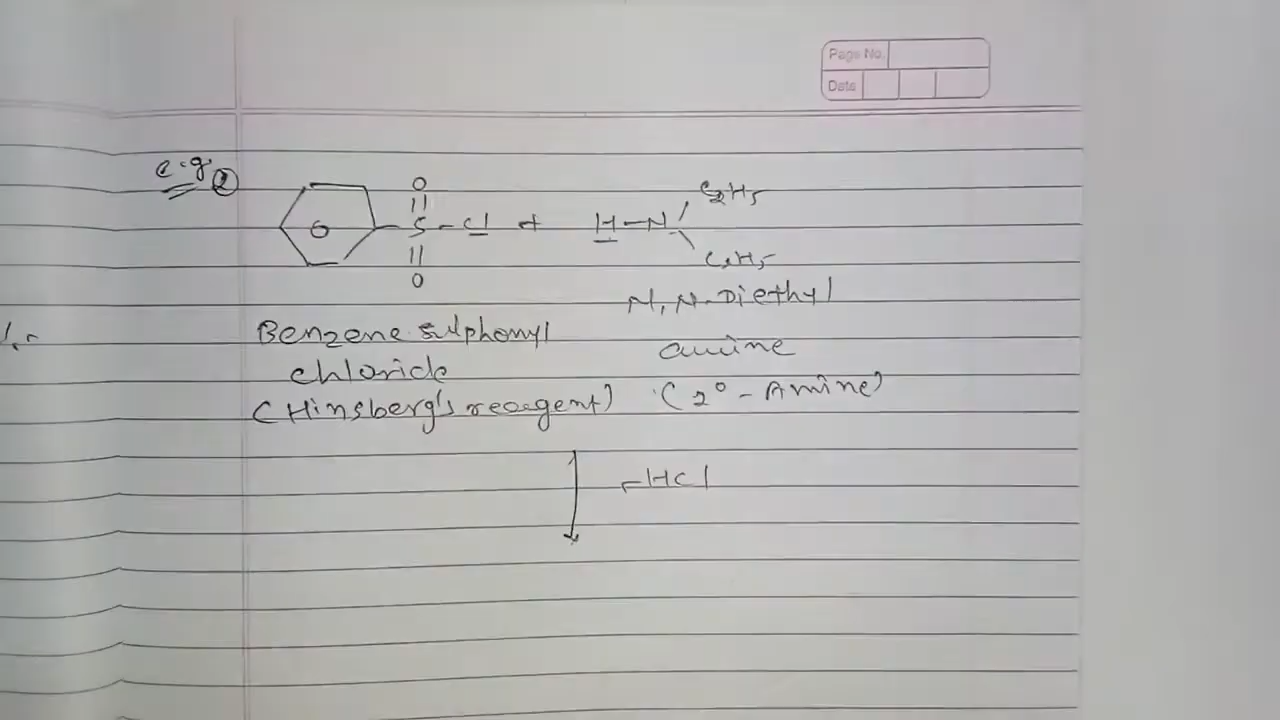 Page No.
Date
e.g 2
O
||
S - Cl + H-N / C2H5
||
O
\ C2H5
N, N-Diethyl
Benzene sulphonyl
amine
chloride
(Hinsberg's reagent) (2° - Amine)
-HCl